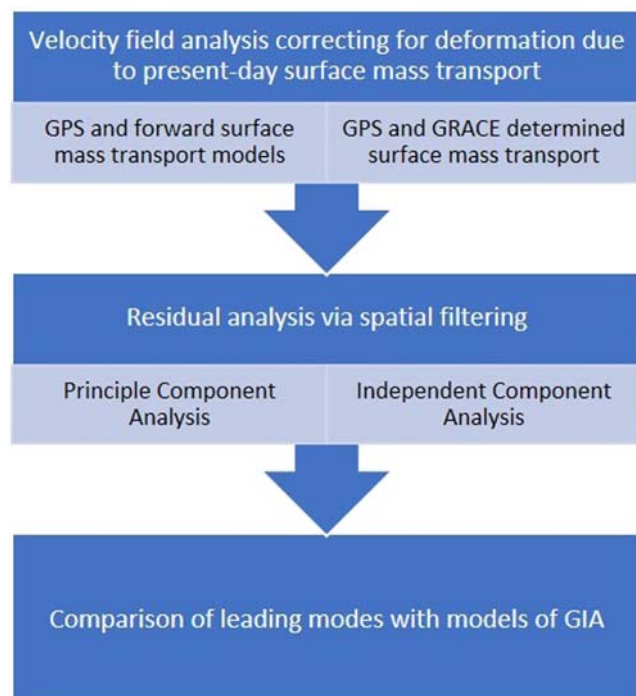 Velocity field analysis correcting for deformation due
to present-day surface mass transport
GPS and forward surface
mass transport models
GPS and GRACE determined
surface mass transport
Residual analysis via spatial filtering
Principle Component
Analysis
Independent Component
Analysis
Comparison of leading modes with models of GIA